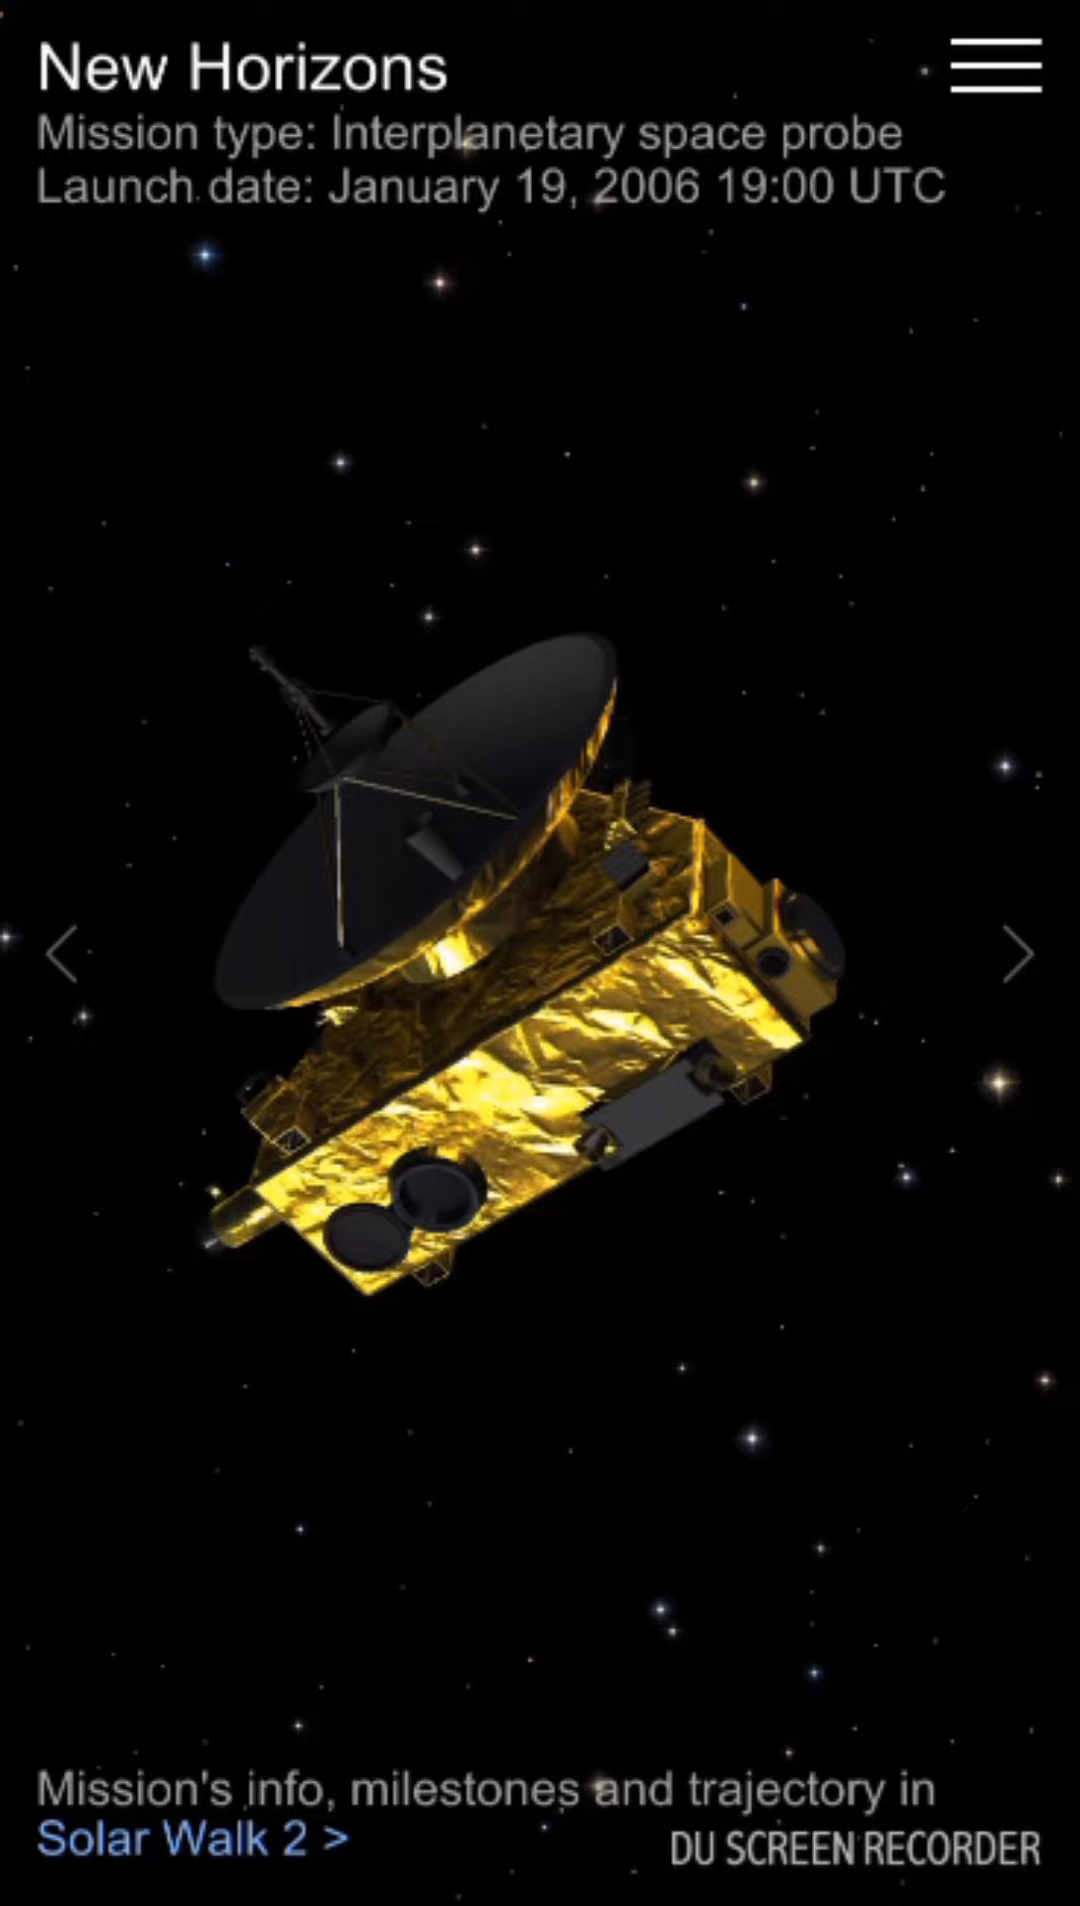 New Horizons
Mission type: Interplanetary space probe
Launch date: January 19, 2006 19:00 UTC
Mission's info, milestones and trajectory in
Solar Walk 2 >
DU SCREEN RECORDER